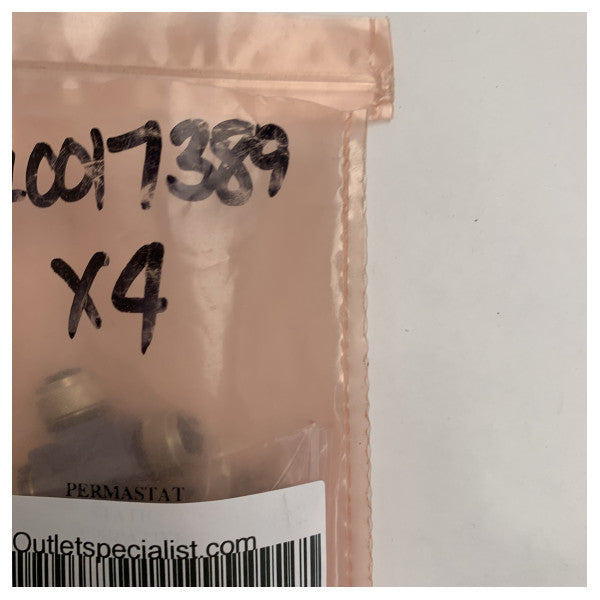 0017389
X4
PERMASTAT
Outletspecialist.com